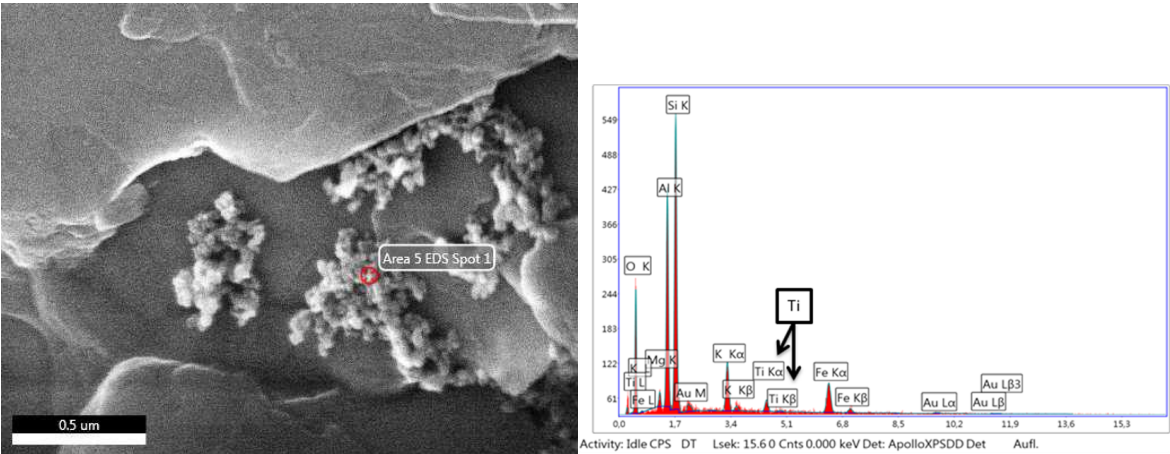 Area 5 EDS Spot 1
0.5 um
549
488
427
366
305
244
183
122
61
Si K
Al K
O K
K L
Ti L
Fe L
Mg K
Au M
K Kα
K Kβ
Ti
Ti Kα
Ti Kβ
Fe Kα
Fe Kβ
Au Lα
Au Lβ3
Au Lβ
0,0 1,7 3,4 5,1 6,8 8,5 10,2 11,9 13,6 15,3
Activity: Idle CPS DT Lsek: 15.6 0 Cnts 0.000 keV Det: ApolloXPSDD Det Aufl.